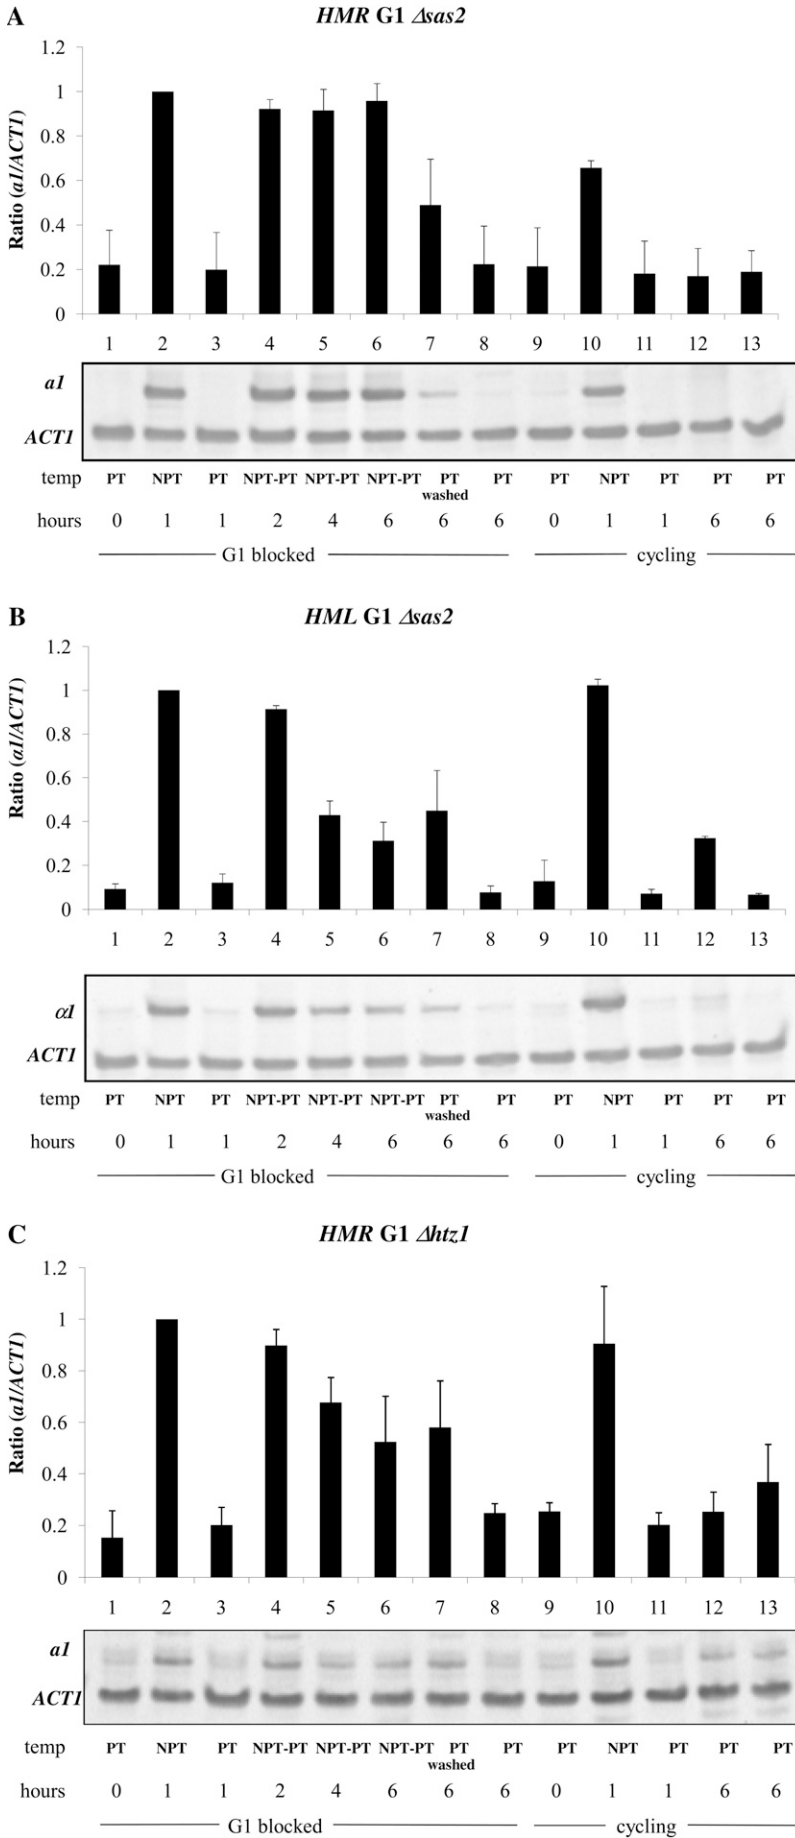 A
HMR G1 Δsas2
Ratio (a1/ACT1)
1.2
1
0.8
0.6
0.4
0.2
0
1 2 3 4 5 6 7 8 9 10 11 12 13
a1
ACT1
temp PT NPT PT NPT-PT NPT-PT NPT-PT PT PT PT NPT PT PT PT
washed
hours 0 1 1 2 4 6 6 6 0 1 1 6 6
G1 blocked cycling
B
HML G1 Δsas2
Ratio (α1/ACT1)
1.2
1
0.8
0.6
0.4
0.2
0
1 2 3 4 5 6 7 8 9 10 11 12 13
α1
ACT1
temp PT NPT PT NPT-PT NPT-PT NPT-PT PT PT PT NPT PT PT PT
washed
hours 0 1 1 2 4 6 6 6 0 1 1 6 6
G1 blocked cycling
C
HMR G1 Δhtz1
Ratio (a1/ACT1)
1.2
1
0.8
0.6
0.4
0.2
0
1 2 3 4 5 6 7 8 9 10 11 12 13
a1
ACT1
temp PT NPT PT NPT-PT NPT-PT NPT-PT PT PT PT NPT PT PT PT
washed
hours 0 1 1 2 4 6 6 6 0 1 1 6 6
G1 blocked cycling